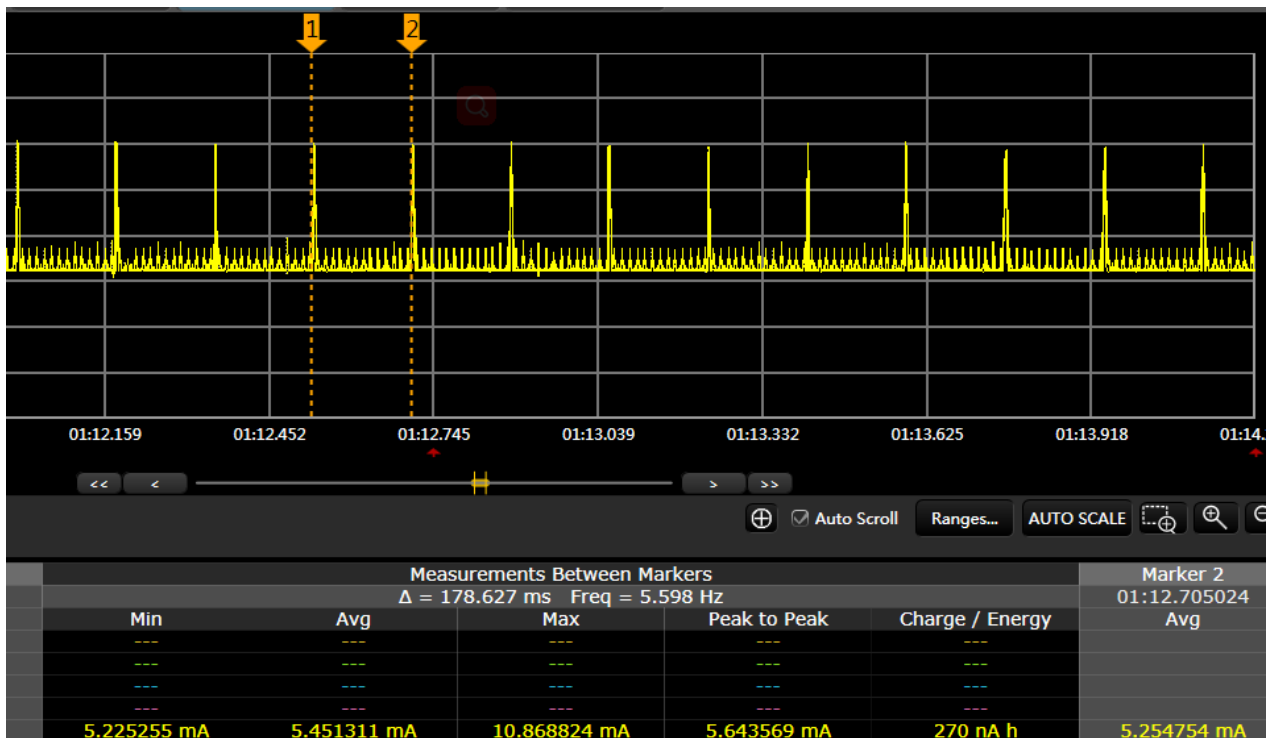 1 2
01:12.159 01:12.452 01:12.745 01:13.039 01:13.332 01:13.625 01:13.918 01:14.
<< < > >>
Auto Scroll Ranges... AUTO SCALE
Measurements Between Markers Marker 2
Δ = 178.627 ms Freq = 5.598 Hz 01:12.705024
Min Avg Max Peak to Peak Charge / Energy Avg
--- --- --- --- ---
--- --- --- --- ---
--- --- --- --- ---
--- --- --- --- ---
5.225255 mA 5.451311 mA 10.868824 mA 5.643569 mA 270 nA h 5.254754 mA